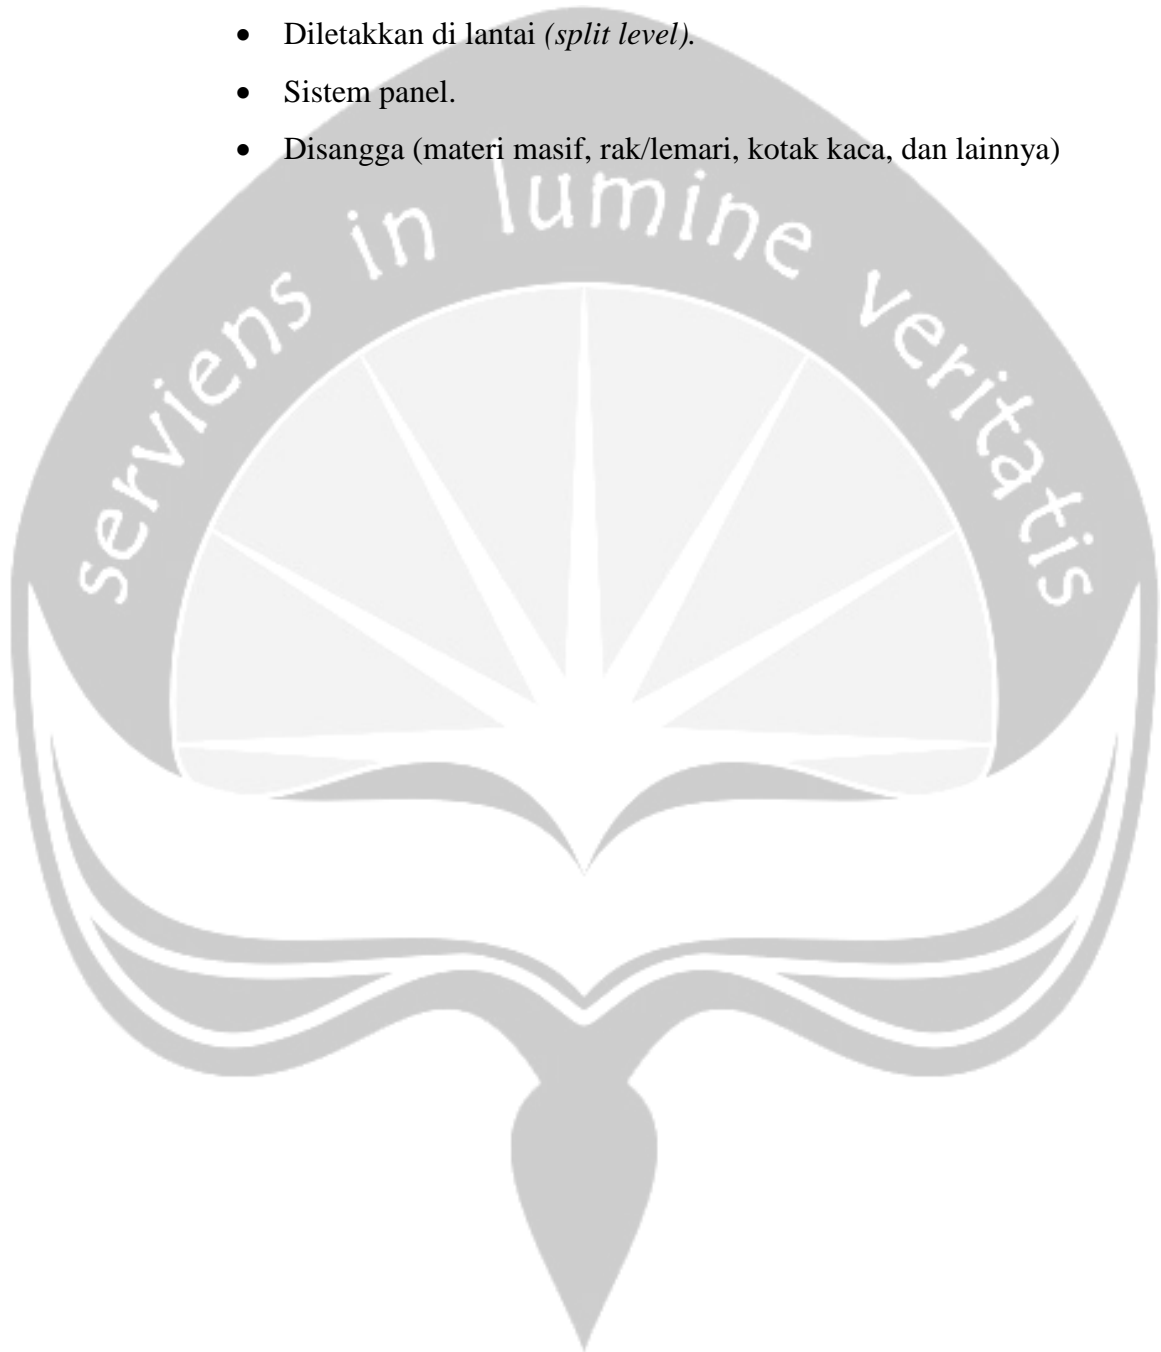 • Diletakkan di lantai (split level).
• Sistem panel.
• Disangga (materi masif, rak/lemari, kotak kaca, dan lainnya)
serviens in lumine veritatis